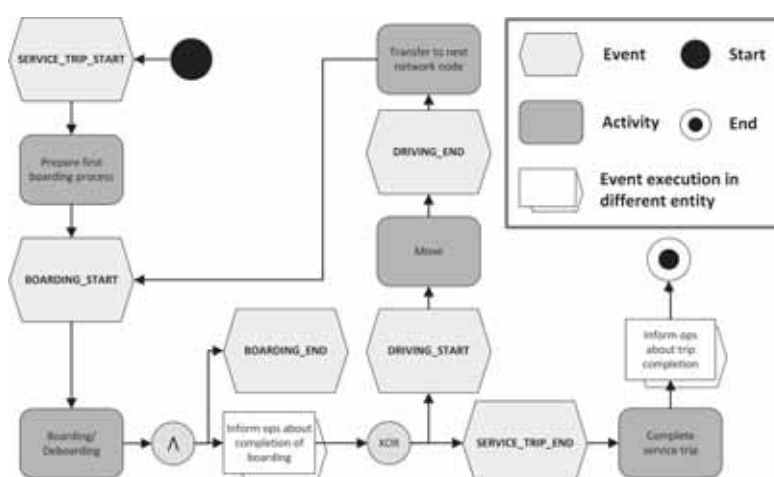 SERVICE_TRIP_START
Transfer to next
network node
Event
Start
Activity
End
Event execution in
different entity
Prepare first
boarding process
DRIVING_END
BOARDING_START
Move
Inform ops
about trip
completion
BOARDING_END
DRIVING_START
Boarding/
Deboarding
Λ
Inform ops about
completion of
boarding
XOR
SERVICE_TRIP_END
Complete
service trip